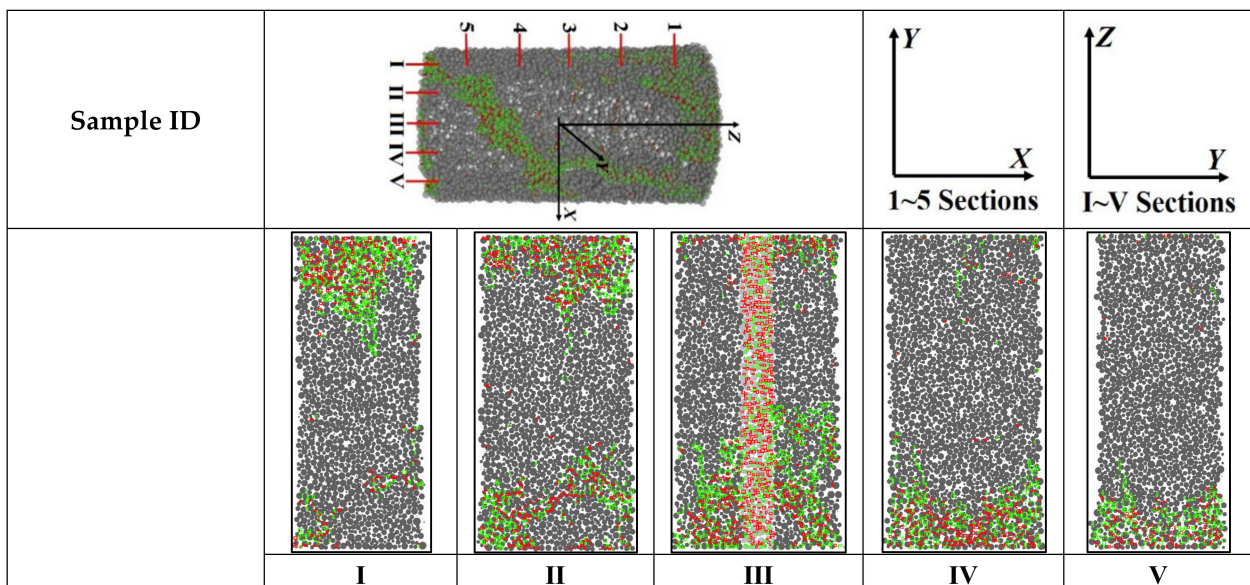 Sample ID
5 4 3 2 1
I
II
III
IV
V
Z
Y
X
Y
X
1~5 Sections
Z
Y
I~V Sections
I II III IV V